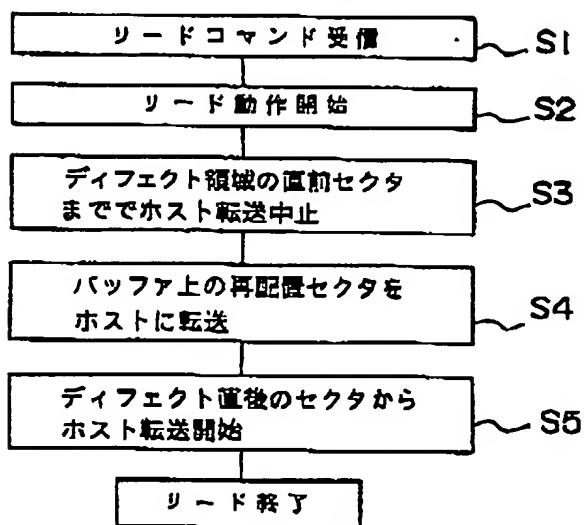 リードコマンド受信
S1
リード動作開始
S2
ディフェクト領域の直前セクタ
まででホスト転送中止
S3
バッファ上の再配置セクタを
ホストに転送
S4
ディフェクト直後のセクタから
ホスト転送開始
S5
リード終了